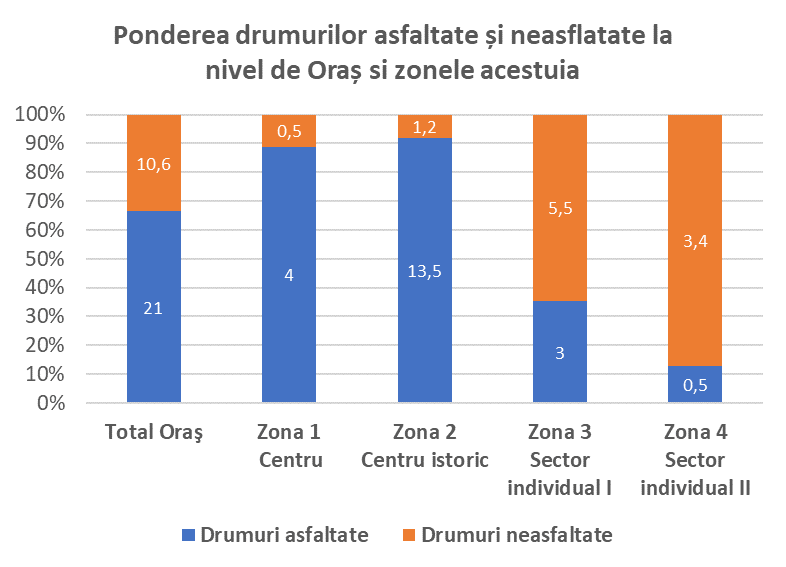 Ponderea drumurilor asfaltate și neasflatate la
nivel de Oraș si zonele acestuia
100%
90%
80%
70%
60%
50%
40%
30%
20%
10%
0%
10,6
21
0,5
4
1,2
13,5
5,5
3
3,4
0,5
Total Oraş
Zona 1
Centru
Zona 2
Centru istoric
Zona 3
Sector
individual I
Zona 4
Sector
individual II
Drumuri asfaltate
Drumuri neasfaltate